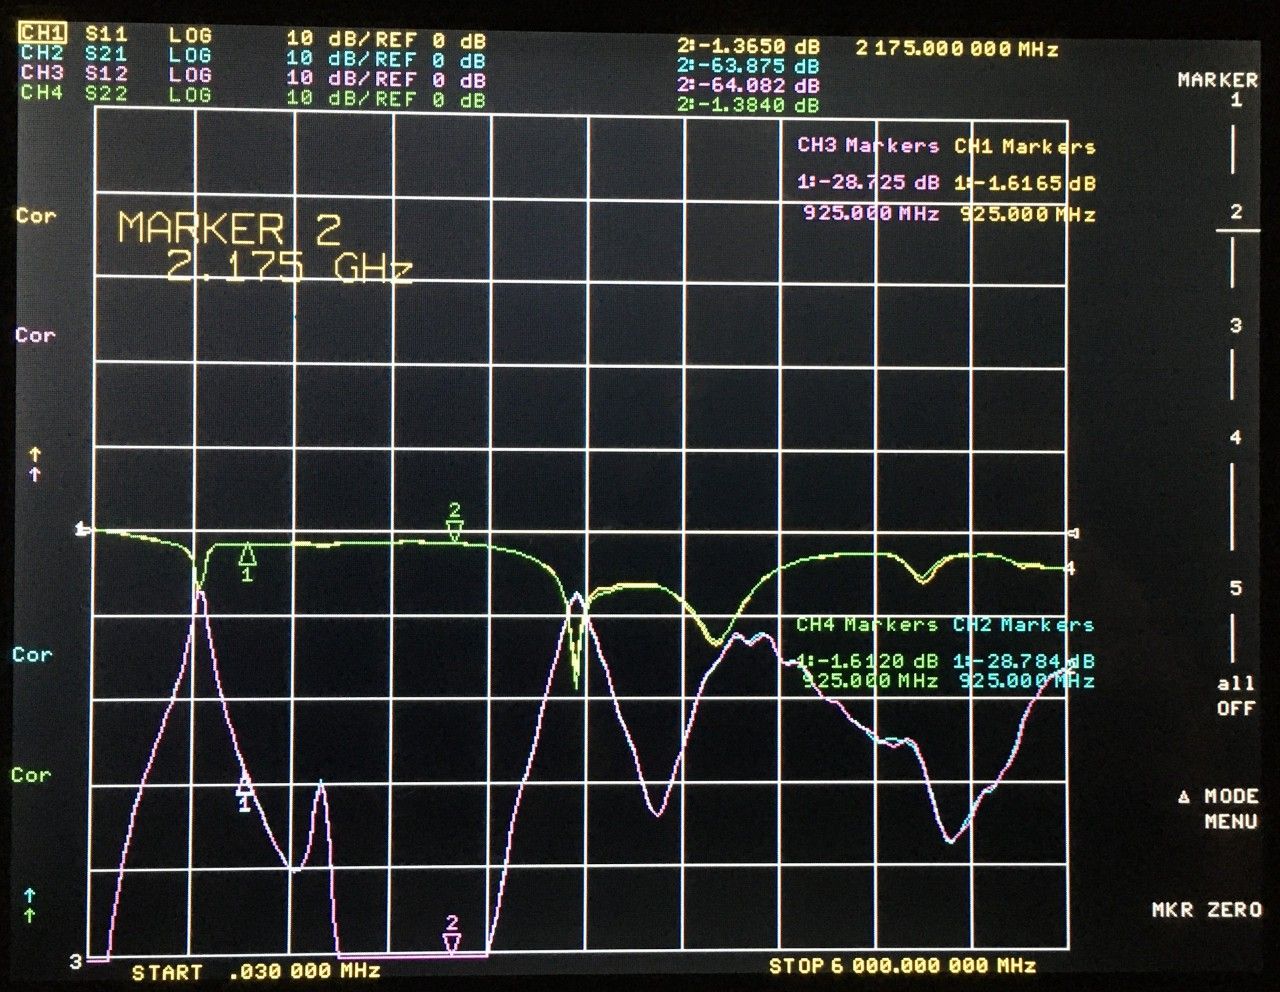 CH1 S11 LOG 10 dB/REF 0 dB 2:-1.3650 dB 2 175.000 000 MHz
CH2 S21 LOG 10 dB/REF 0 dB 2:-63.875 dB
CH3 S12 LOG 10 dB/REF 0 dB 2:-64.082 dB
CH4 S22 LOG 10 dB/REF 0 dB 2:-1.3840 dB
MARKER
1
CH3 Markers CH1 Markers
1:-28.725 dB 1:-1.6165 dB
925.000 MHz 925.000 MHz
2
Cor
MARKER 2
2.175 GHz
Cor
3
4
2
1
1
4
1
5
CH4 Markers CH2 Markers
Cor
1:-1.6120 dB 1:-28.784 dB
925.000 MHz 925.000 MHz
all
OFF
Cor
1
Δ MODE
MENU
2
MKR ZERO
3
START .030 000 MHz STOP 6 000.000 000 MHz